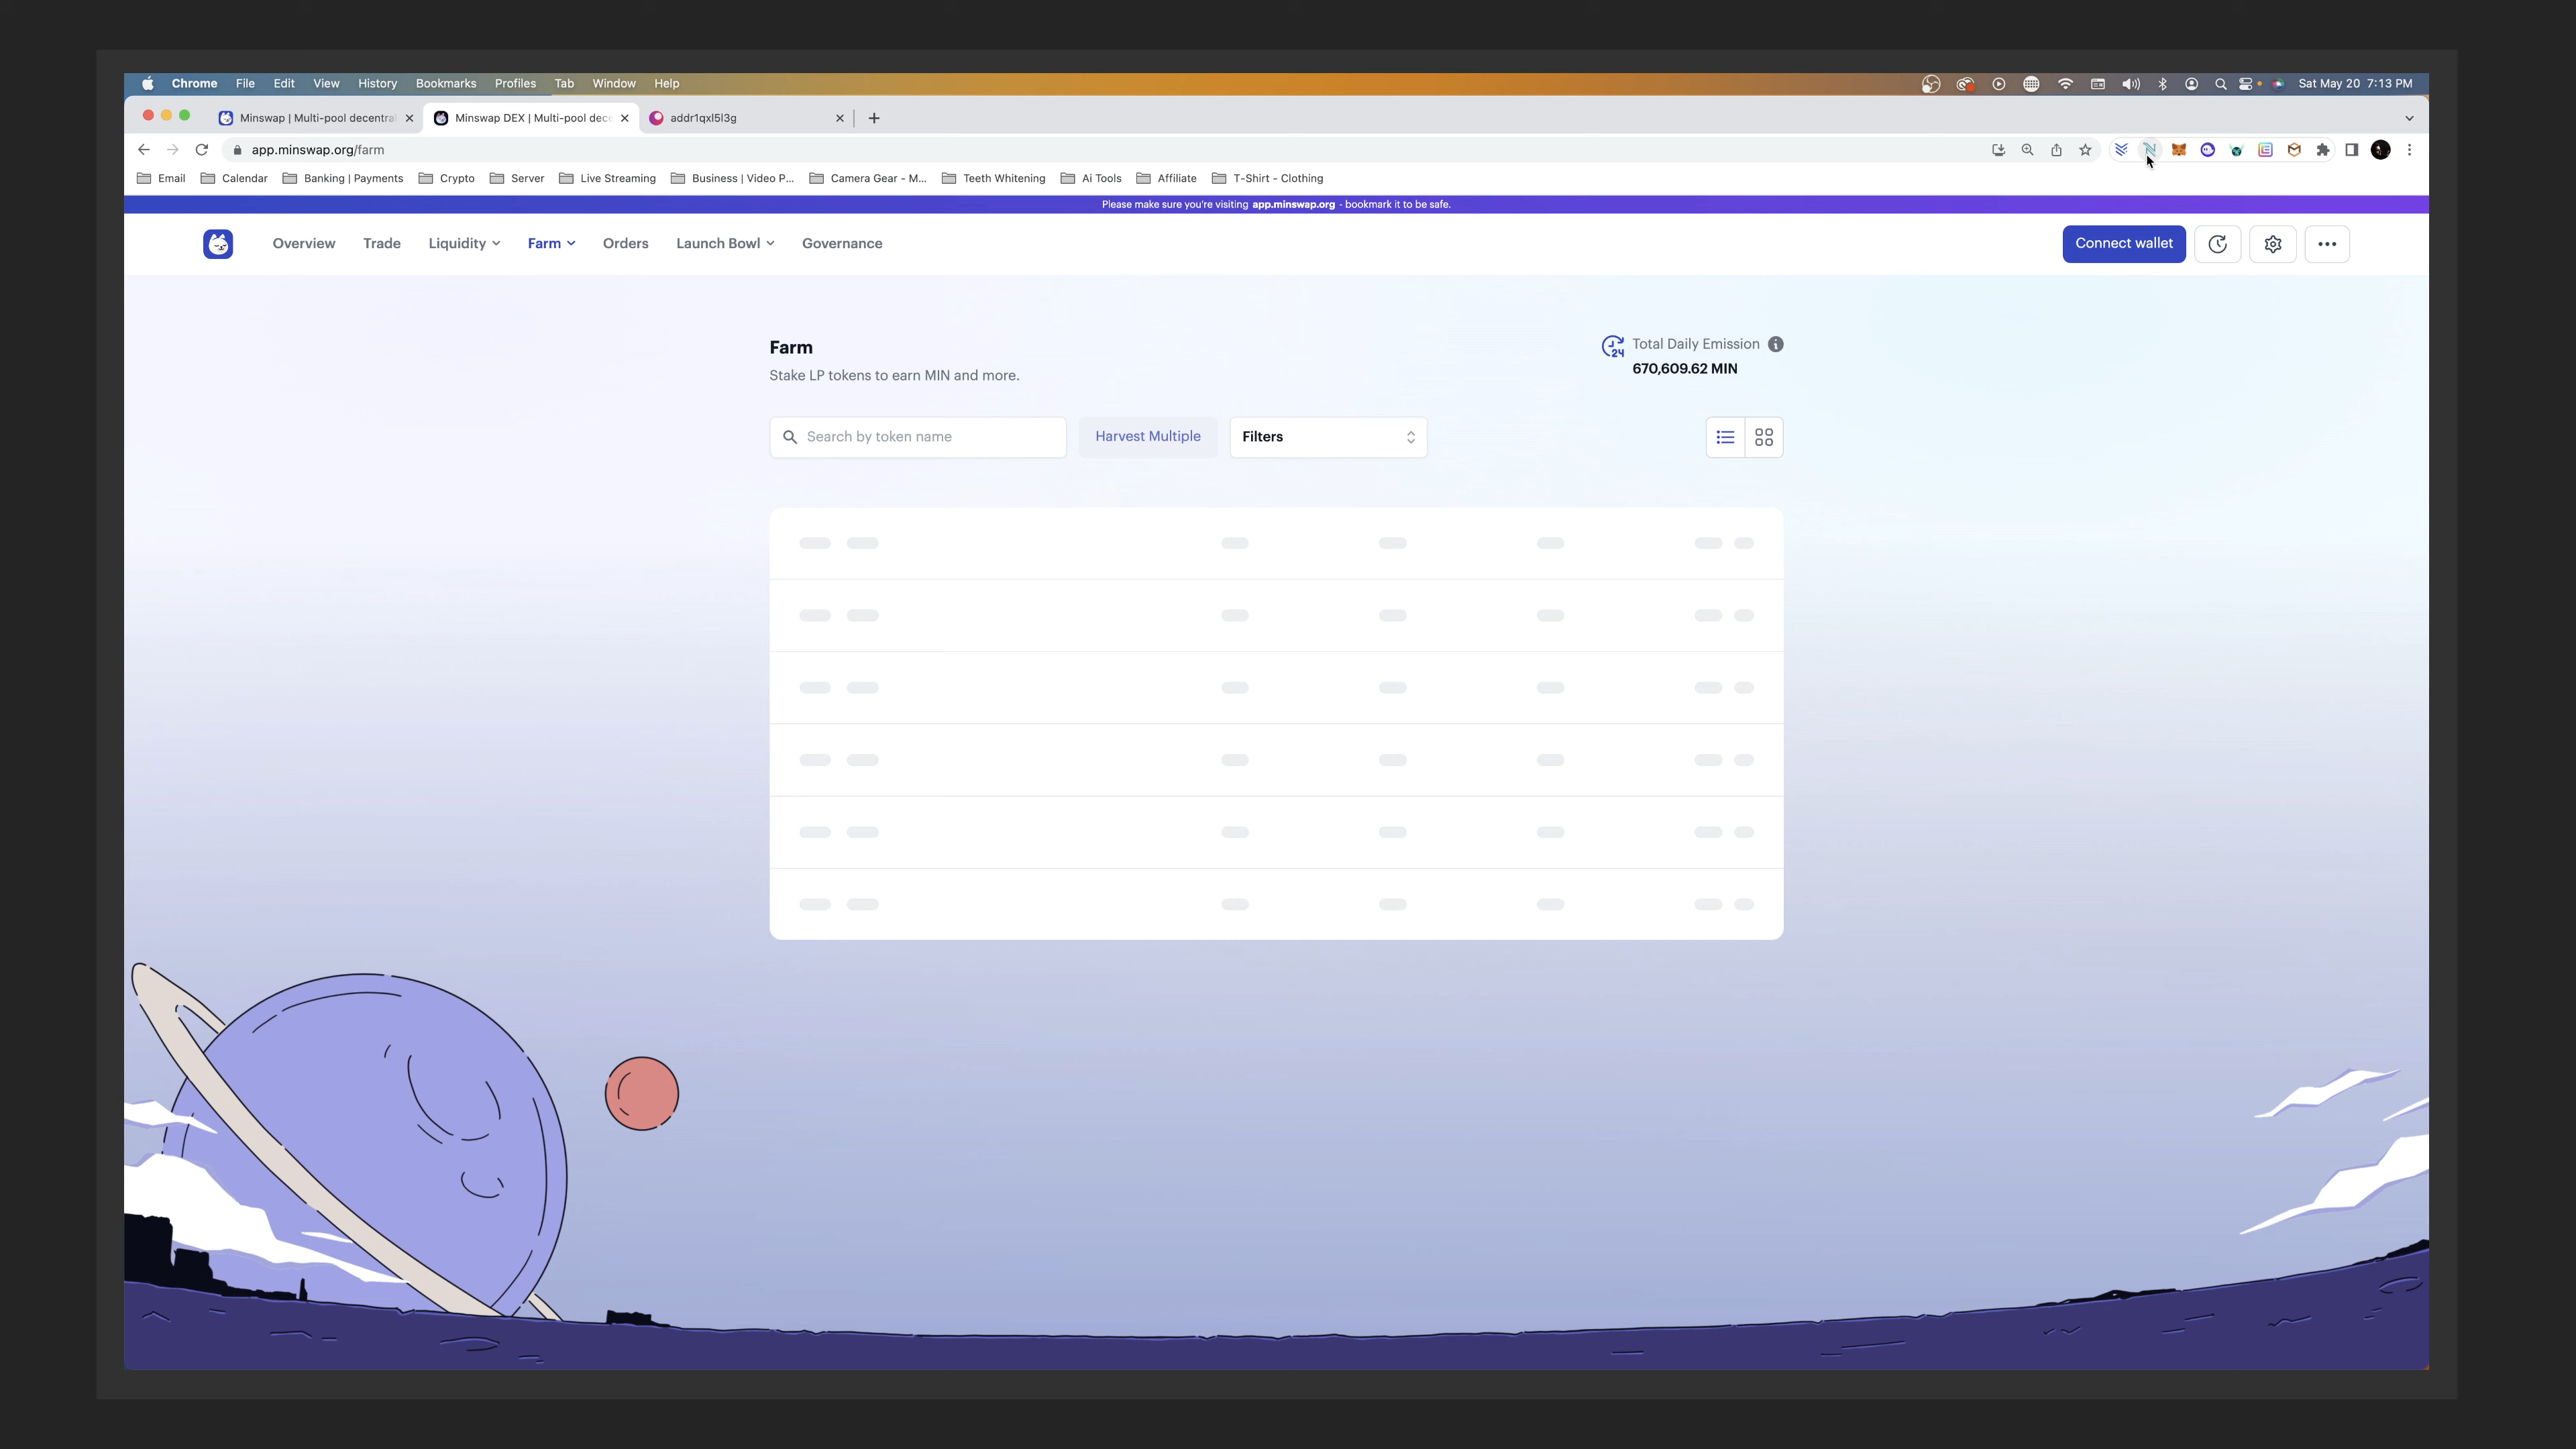 Chrome File Edit View History Bookmarks Profiles Tab Window Help Sat May 20 7:13 PM
Minswap | Multi-pool decentral Minswap DEX | Multi-pool dece addr1qxl5l3g
app.minswap.org/farm
Email Calendar Banking | Payments Crypto Server Live Streaming Business | Video P... Camera Gear - M... Teeth Whitening Ai Tools Affiliate T-Shirt - Clothing
Please make sure you're visiting app.minswap.org - bookmark it to be safe.
Overview Trade Liquidity Farm Orders Launch Bowl Governance Connect wallet
Farm
Stake LP tokens to earn MIN and more.
24 Total Daily Emission
670,609.62 MIN
Search by token name Harvest Multiple Filters